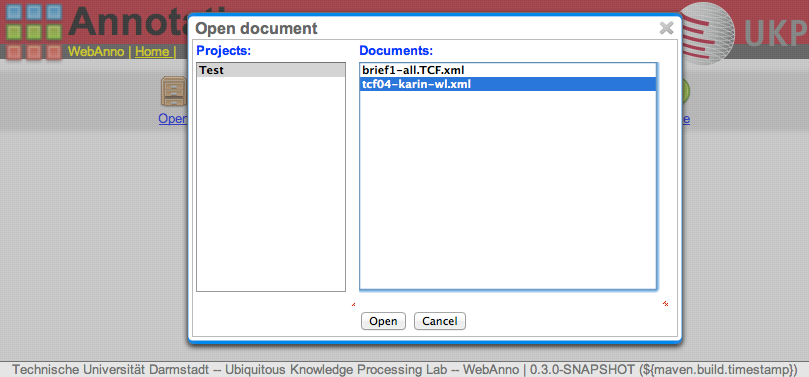 Annotati
WebAnno | Home |
UKP
Open document
Projects:
Documents:
Test
brief1-all.TCF.xml
tcf04-karin-wl.xml
Open
Open
Cancel
Technische Universität Darmstadt -- Ubiquitous Knowledge Processing Lab -- WebAnno | 0.3.0-SNAPSHOT (${maven.build.timestamp})